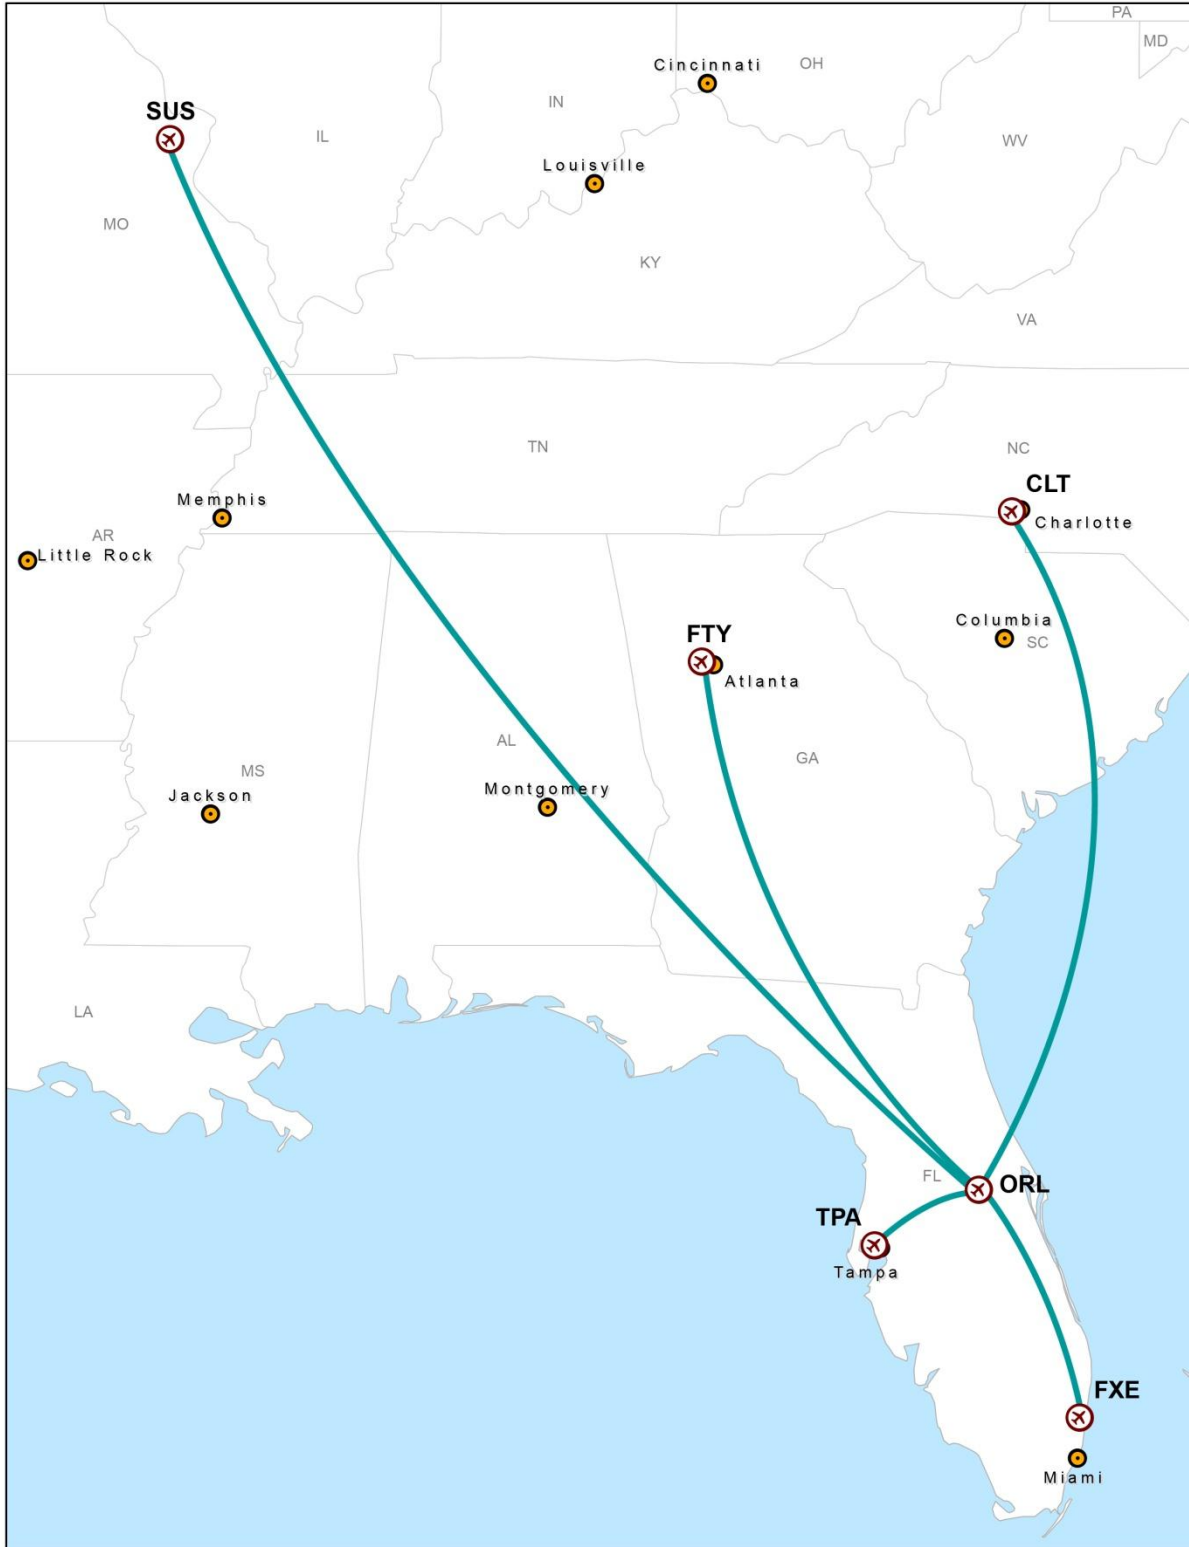 PA
MD
Cincinnati
OH
IN
SUS
IL
WV
Louisville
MO
KY
VA
TN
NC
CLT
Memphis
Charlotte
AR
Little Rock
Columbia
SC
FTY
Atlanta
AL
GA
MS
Montgomery
Jackson
LA
FL
ORL
TPA
Tampa
FXE
Miami